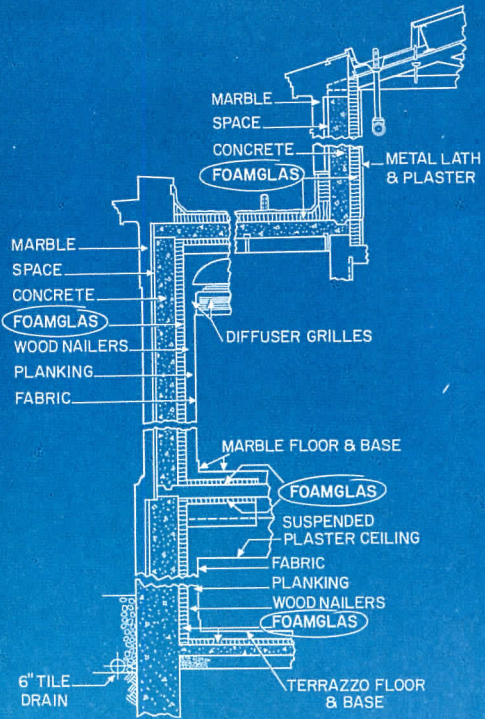 MARBLE
SPACE
CONCRETE
FOAMGLAS
METAL LATH
& PLASTER
MARBLE
SPACE
CONCRETE
FOAMGLAS
WOOD NAILERS
PLANKING
FABRIC
DIFFUSER GRILLES
MARBLE FLOOR & BASE
FOAMGLAS
SUSPENDED
PLASTER CEILING
FABRIC
PLANKING
WOOD NAILERS
FOAMGLAS
6" TILE
DRAIN
TERRAZZO FLOOR
& BASE